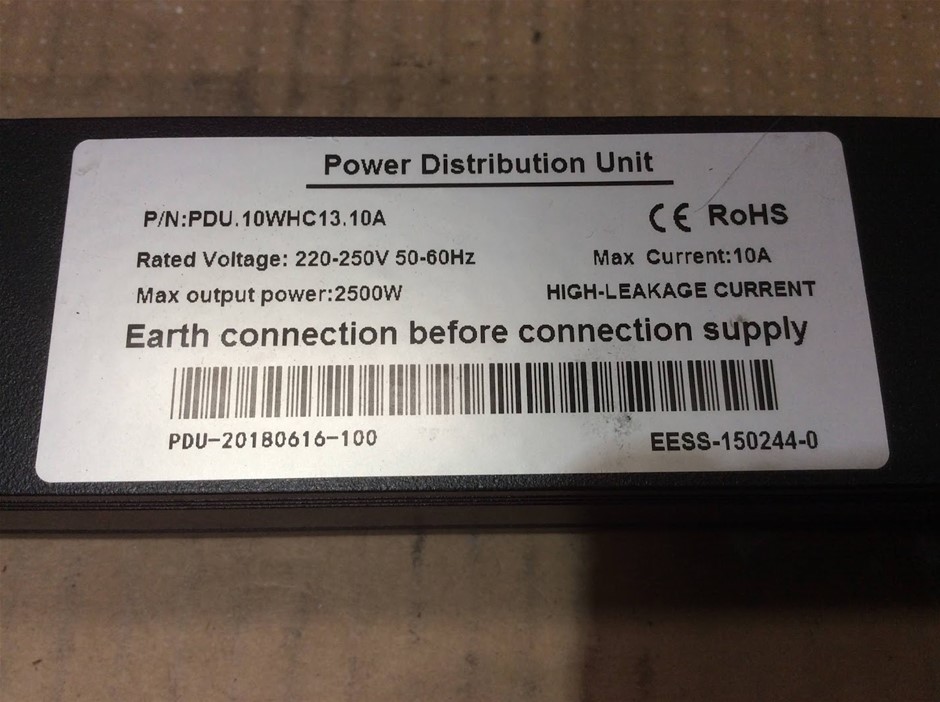 Power Distribution Unit
P/N:PDU.10WHC13.10A
CE RoHS
Rated Voltage: 220-250V 50-60Hz
Max Current:10A
Max output power:2500W
HIGH-LEAKAGE CURRENT
Earth connection before connection supply
PDU-20180616-100
EESS-150244-0